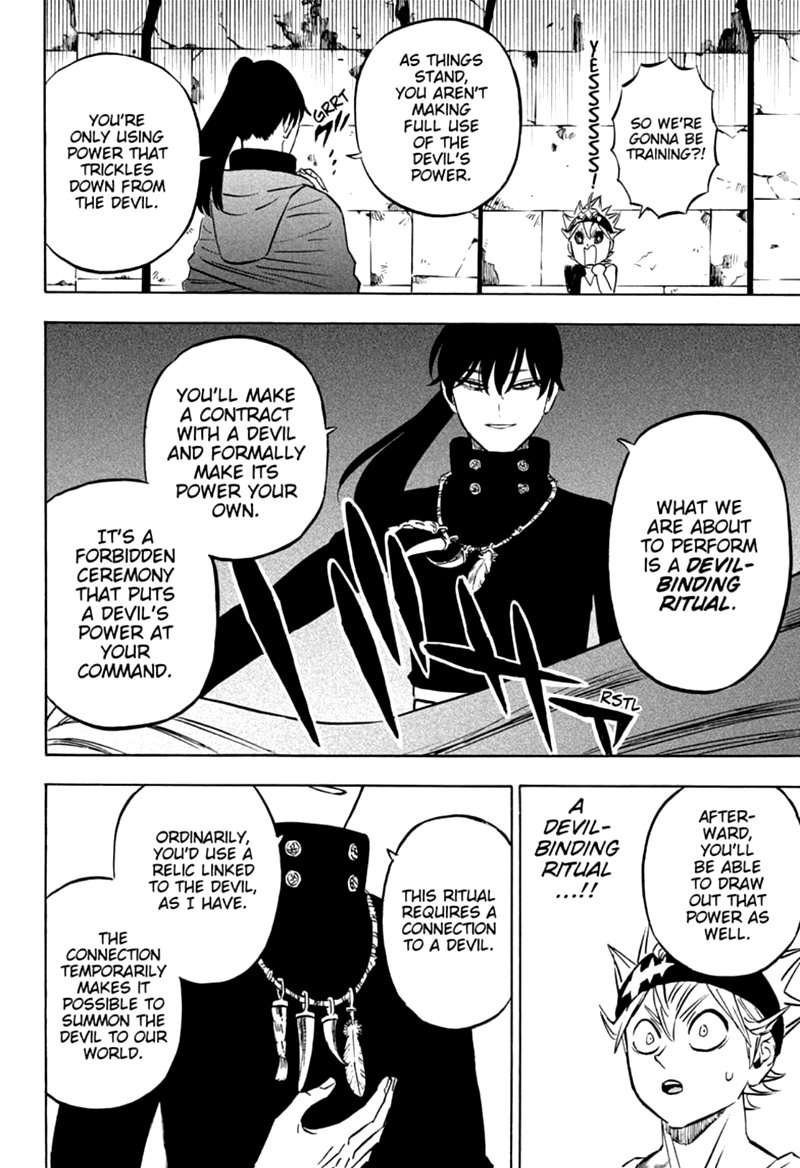 SO WE'RE
GONNA BE
TRAINING?!
YESSSSSS!
AS THINGS
STAND,
YOU AREN'T
MAKING
FULL USE
OF THE
DEVIL'S
POWER.
GRRT
YOU'RE
ONLY USING
POWER THAT
TRICKLES
DOWN FROM
THE DEVIL.
WHAT WE
ARE ABOUT
TO PERFORM
IS A DEVIL-
BINDING
RITUAL.
YOU'LL MAKE
A CONTRACT
WITH A DEVIL
AND FORMALLY
MAKE ITS
POWER YOUR
OWN.
IT'S A
FORBIDDEN
CEREMONY
THAT PUTS
A DEVIL'S
POWER AT
YOUR
COMMAND.
RSTL
AFTER-
WARD,
YOU'LL
BE ABLE
TO DRAW
OUT THAT
POWER AS
WELL.
A
DEVIL-
BINDING
RITUAL
...!!
THIS RITUAL
REQUIRES A
CONNECTION
TO A DEVIL.
ORDINARILY,
YOU'D USE A
RELIC LINKED
TO THE DEVIL,
AS I HAVE.
THE
CONNECTION
TEMPORARILY
MAKES IT
POSSIBLE TO
SUMMON THE
DEVIL TO OUR
WORLD.